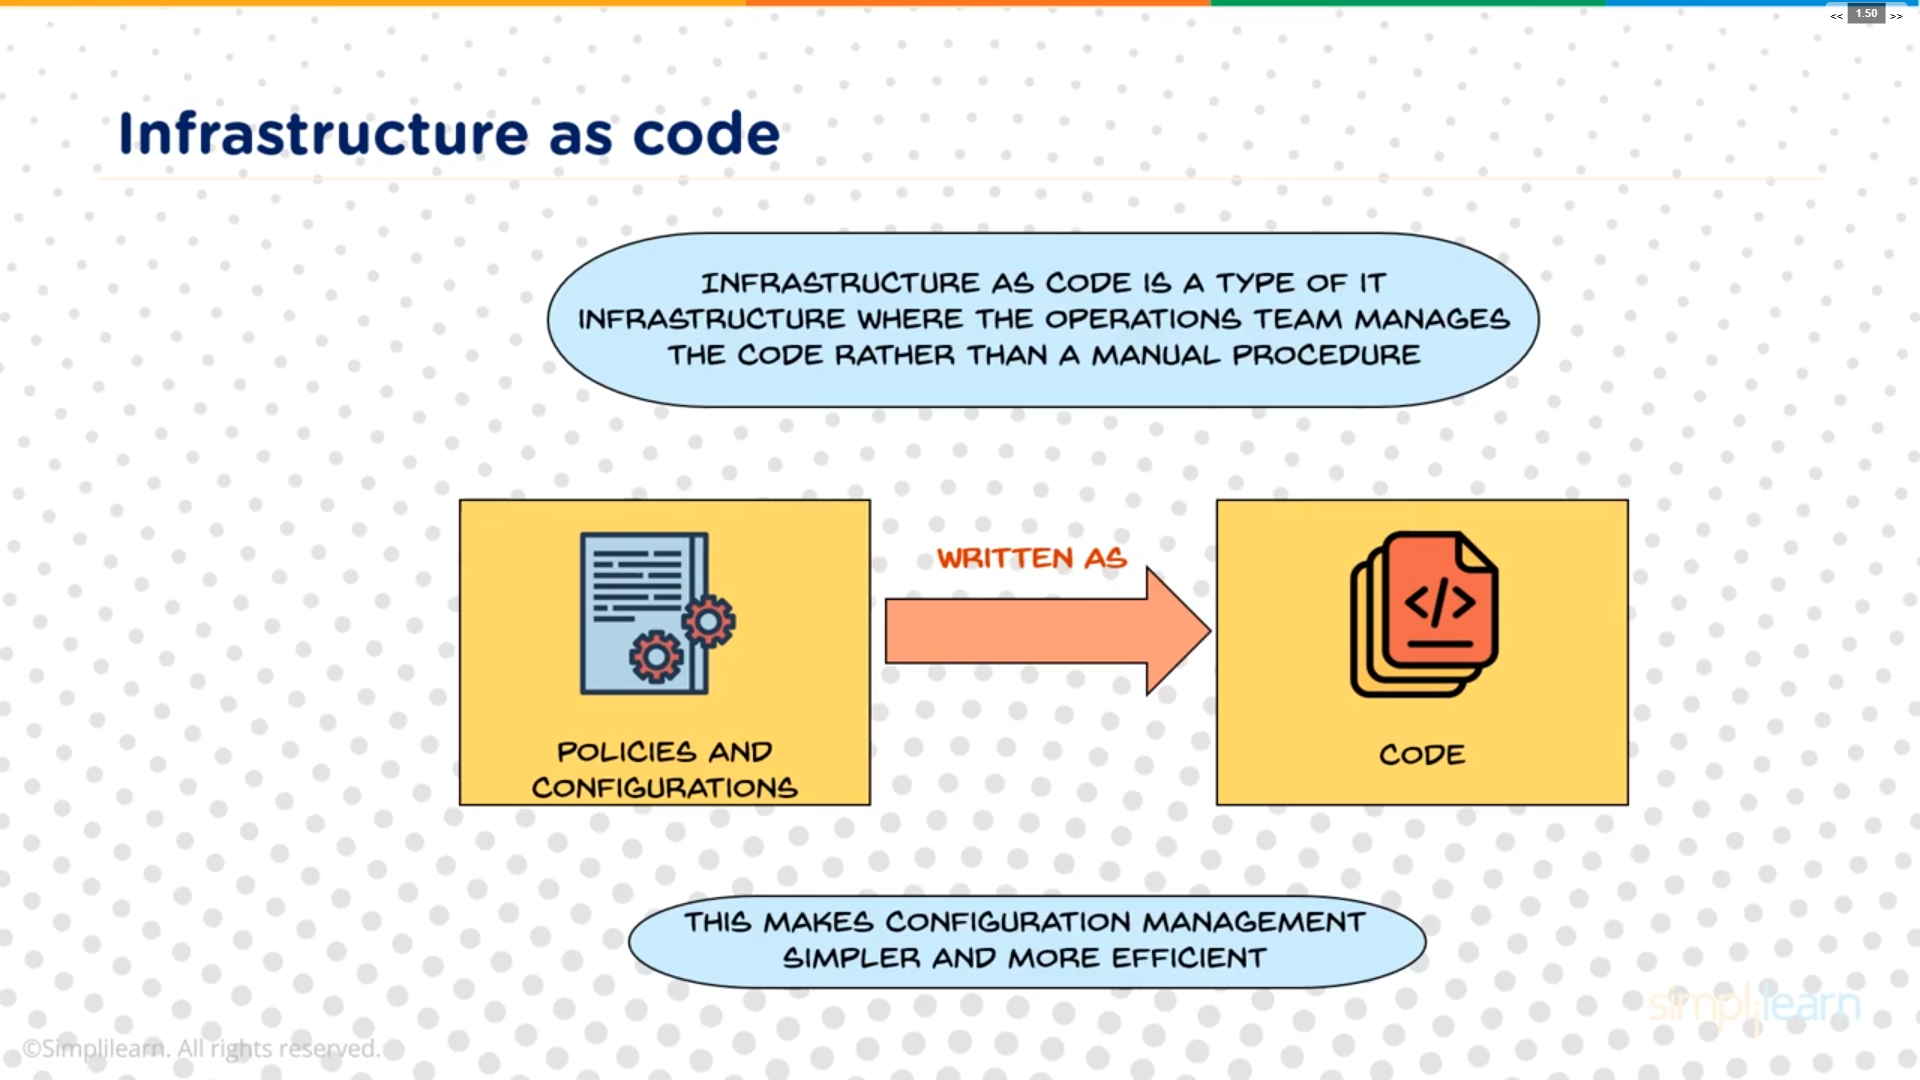 << 1.50 >>
Infrastructure as code
INFRASTRUCTURE AS CODE IS A TYPE OF IT
INFRASTRUCTURE WHERE THE OPERATIONS TEAM MANAGES
THE CODE RATHER THAN A MANUAL PROCEDURE
WRITTEN AS
</>
POLICIES AND
CONFIGURATIONS
CODE
THIS MAKES CONFIGURATION MANAGEMENT
SIMPLER AND MORE EFFICIENT
simplilearn
©Simplilearn. All rights reserved.